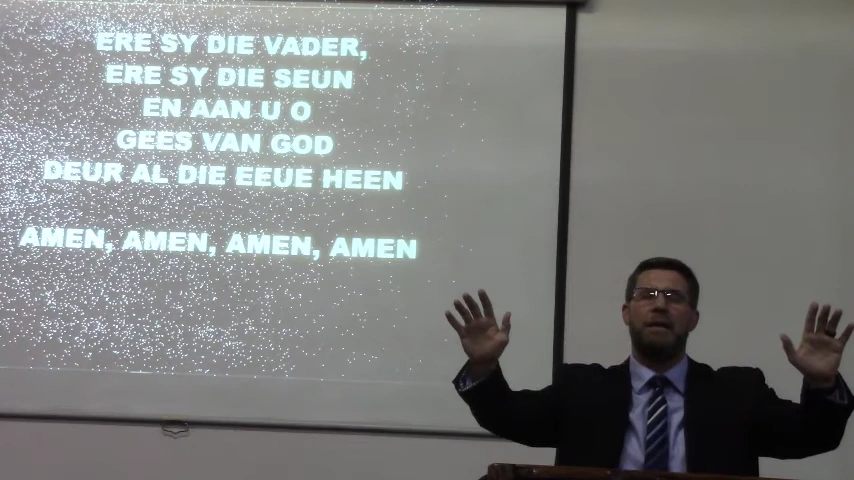 ERE SY DIE VADER,
ERE SY DIE SEUN
EN AAN U O
GEES VAN GOD
DEUR AL DIE EEUE HEEN
AMEN, AMEN, AMEN, AMEN